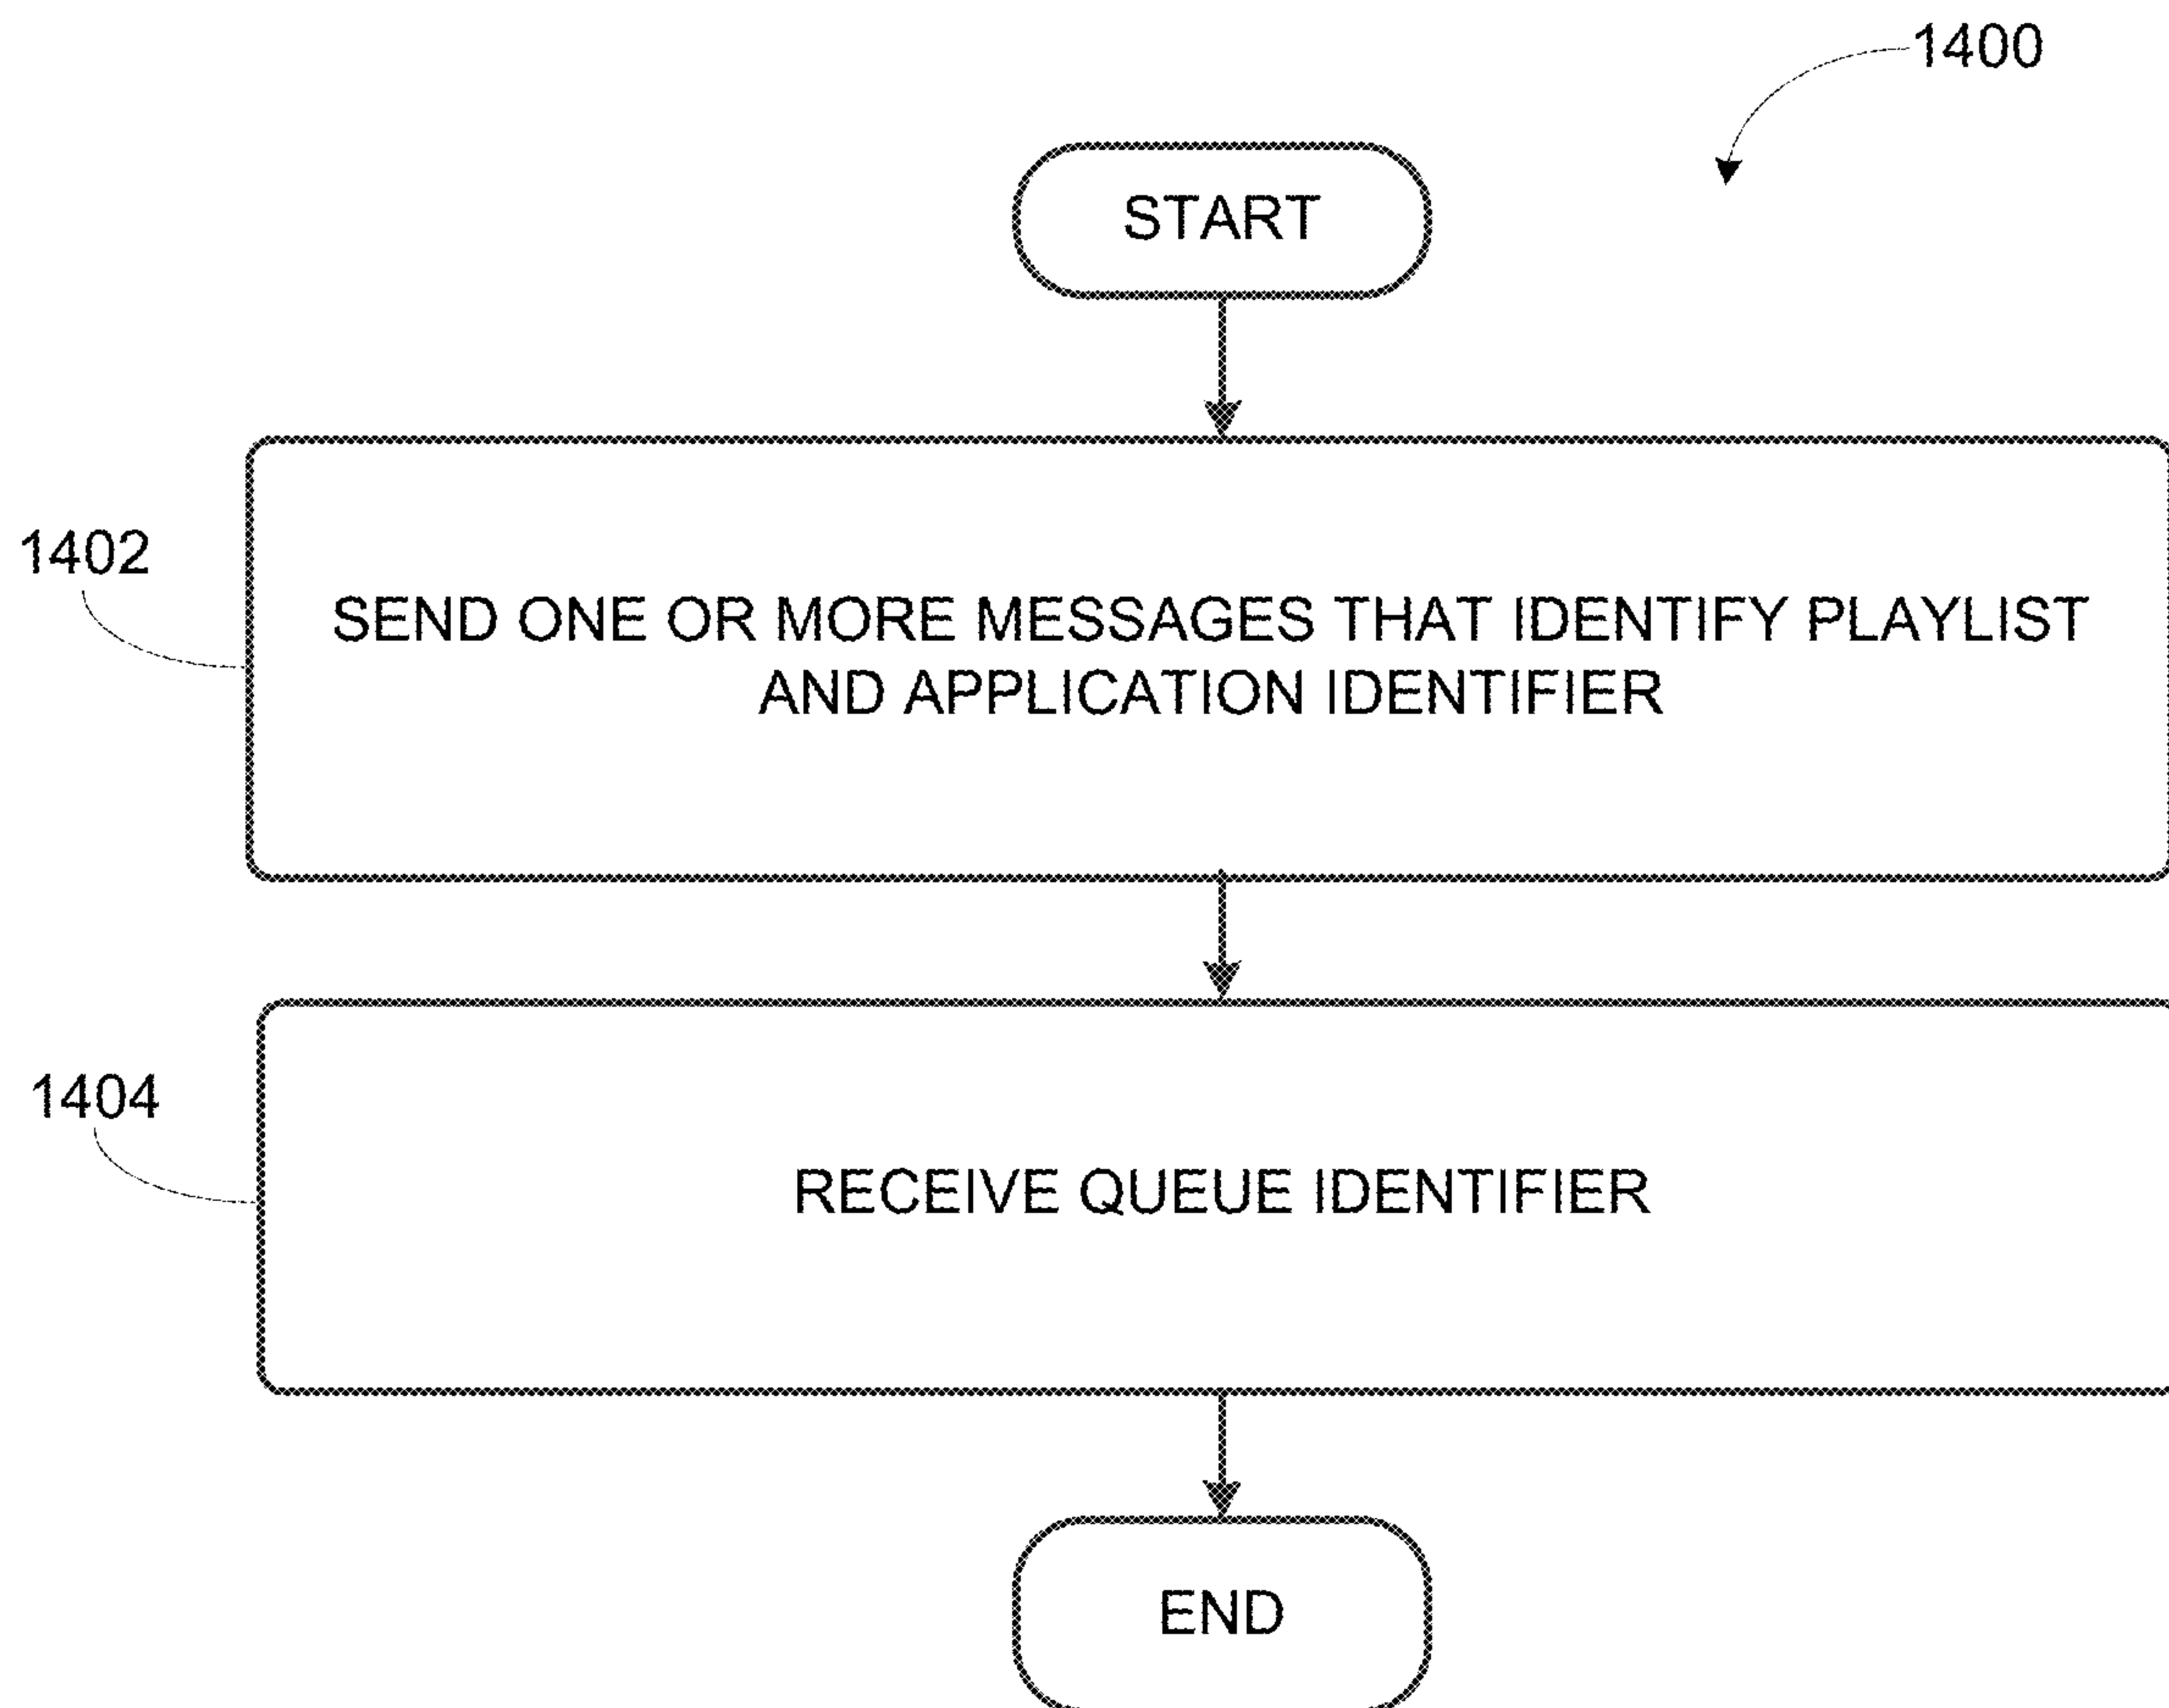 1400
START
1402
SEND ONE OR MORE MESSAGES THAT IDENTIFY PLAYLIST
AND APPLICATION IDENTIFIER
1404
RECEIVE QUEUE IDENTIFIER
END